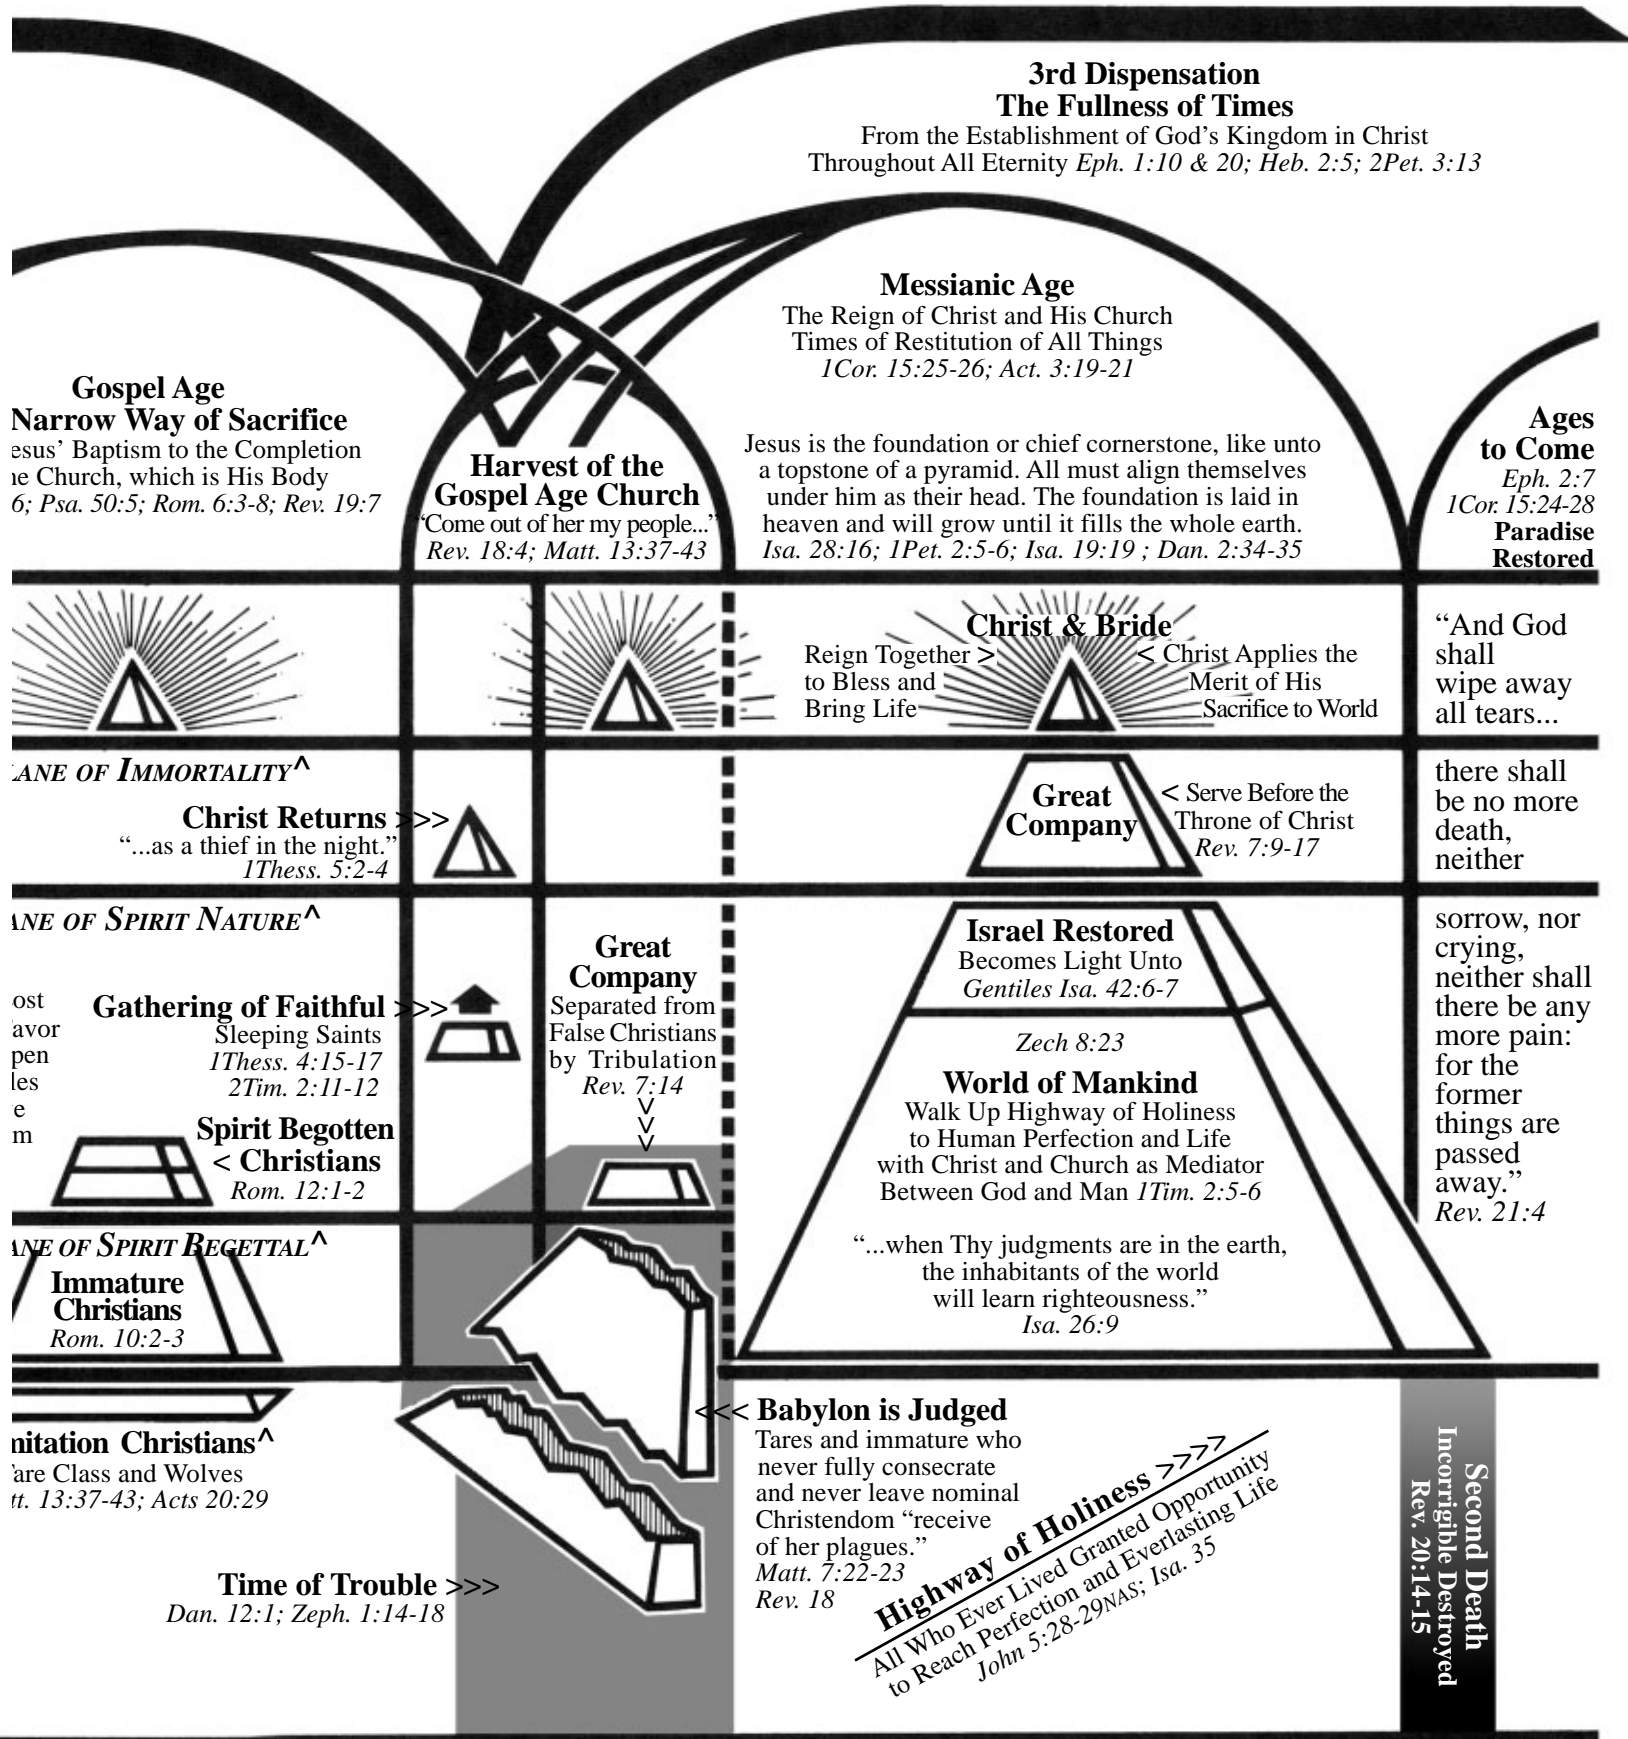 3rd Dispensation
The Fullness of Times
From the Establishment of God's Kingdom in Christ
Throughout All Eternity Eph. 1:10 & 20; Heb. 2:5; 2Pet. 3:13
Messianic Age
The Reign of Christ and His Church
Times of Restitution of All Things
1Cor. 15:25-26; Act. 3:19-21
Gospel Age
Narrow Way of Sacrifice
esus' Baptism to the Completion
he Church, which is His Body
6; Psa. 50:5; Rom. 6:3-8; Rev. 19:7
Harvest of the
Gospel Age Church
“Come out of her my people...”
Rev. 18:4; Matt. 13:37-43
Jesus is the foundation or chief cornerstone, like unto
a topstone of a pyramid. All must align themselves
under him as their head. The foundation is laid in
heaven and will grow until it fills the whole earth.
Isa. 28:16; 1Pet. 2:5-6; Isa. 19:19 ; Dan. 2:34-35
Ages
to Come
Eph. 2:7
1Cor. 15:24-28
Paradise
Restored
Christ & Bride
Reign Together >
to Bless and
Bring Life
< Christ Applies the
Merit of His
Sacrifice to World
“And God
shall
wipe away
all tears...
LANE OF IMMORTALITY^
Christ Returns >>>
“...as a thief in the night.”
1Thess. 5:2-4
Great
Company
< Serve Before the
Throne of Christ
Rev. 7:9-17
there shall
be no more
death,
neither
ANE OF SPIRIT NATURE^
ost
avor
pen
les
e
m
Gathering of Faithful >>>
Sleeping Saints
1Thess. 4:15-17
2Tim. 2:11-12
Spirit Begotten
< Christians
Rom. 12:1-2
Great
Company
Separated from
False Christians
by Tribulation
Rev. 7:14
>>>
Israel Restored
Becomes Light Unto
Gentiles Isa. 42:6-7
Zech 8:23
World of Mankind
Walk Up Highway of Holiness
to Human Perfection and Life
with Christ and Church as Mediator
Between God and Man 1Tim. 2:5-6
“...when Thy judgments are in the earth,
the inhabitants of the world
will learn righteousness.”
Isa. 26:9
sorrow, nor
crying,
neither shall
there be any
more pain:
for the
former
things are
passed
away.”
Rev. 21:4
ANE OF SPIRIT BEGETTAL^
Immature
Christians
Rom. 10:2-3
mitation Christians^
Tare Class and Wolves
tt. 13:37-43; Acts 20:29
Time of Trouble >>>
Dan. 12:1; Zeph. 1:14-18
<<< Babylon is Judged
Tares and immature who
never fully consecrate
and never leave nominal
Christendom “receive
of her plagues.”
Matt. 7:22-23
Rev. 18
Highway of Holiness >>>>
All Who Ever Lived Granted Opportunity
to Reach Perfection and Everlasting Life
John 5:28-29NAS; Isa. 35
Second Death
Incorrigible Destroyed
Rev. 20:14-15